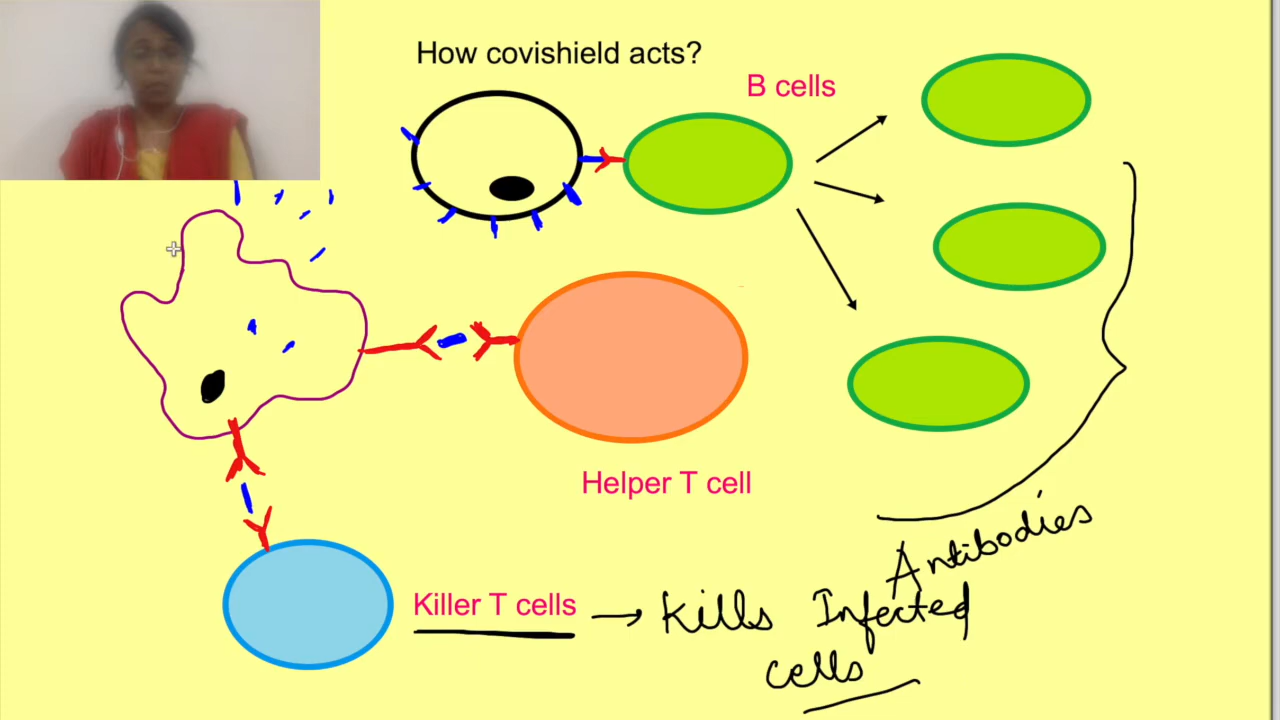 How covishield acts?
B cells
Helper T cell
Antibodies
Killer T cells → Kills Infected
cells